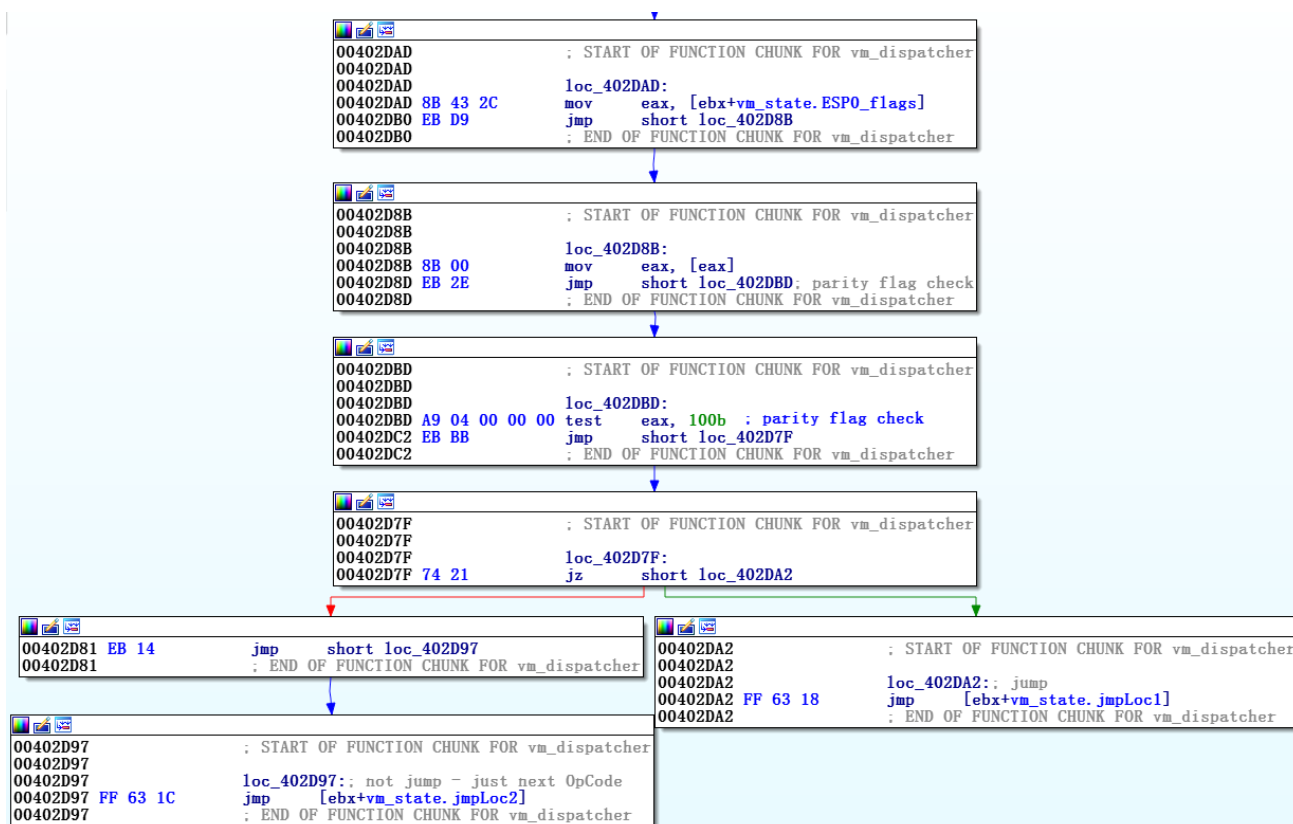 00402DAD ; START OF FUNCTION CHUNK FOR vm_dispatcher
00402DAD
00402DAD loc_402DAD:
00402DAD 8B 43 2C mov eax, [ebx+vm_state.ESP0_flags]
00402DB0 EB D9 jmp short loc_402D8B
00402DB0 ; END OF FUNCTION CHUNK FOR vm_dispatcher
00402D8B ; START OF FUNCTION CHUNK FOR vm_dispatcher
00402D8B
00402D8B loc_402D8B:
00402D8B 8B 00 mov eax, [eax]
00402D8D EB 2E jmp short loc_402DBD; parity flag check
00402D8D ; END OF FUNCTION CHUNK FOR vm_dispatcher
00402DBD ; START OF FUNCTION CHUNK FOR vm_dispatcher
00402DBD
00402DBD loc_402DBD:
00402DBD A9 04 00 00 00 test eax, 100b ; parity flag check
00402DC2 EB BB jmp short loc_402D7F
00402DC2 ; END OF FUNCTION CHUNK FOR vm_dispatcher
00402D7F ; START OF FUNCTION CHUNK FOR vm_dispatcher
00402D7F
00402D7F loc_402D7F:
00402D7F 74 21 jz short loc_402DA2
00402D81 EB 14 jmp short loc_402D97
00402D81 ; END OF FUNCTION CHUNK FOR vm_dispatcher
00402DA2 ; START OF FUNCTION CHUNK FOR vm_dispatcher
00402DA2
00402DA2 loc_402DA2:; jump
00402DA2 FF 63 18 jmp [ebx+vm_state.jmpLoc1]
00402DA2 ; END OF FUNCTION CHUNK FOR vm_dispatcher
00402D97 ; START OF FUNCTION CHUNK FOR vm_dispatcher
00402D97
00402D97 loc_402D97:; not jump - just next OpCode
00402D97 FF 63 1C jmp [ebx+vm_state.jmpLoc2]
00402D97 ; END OF FUNCTION CHUNK FOR vm_dispatcher